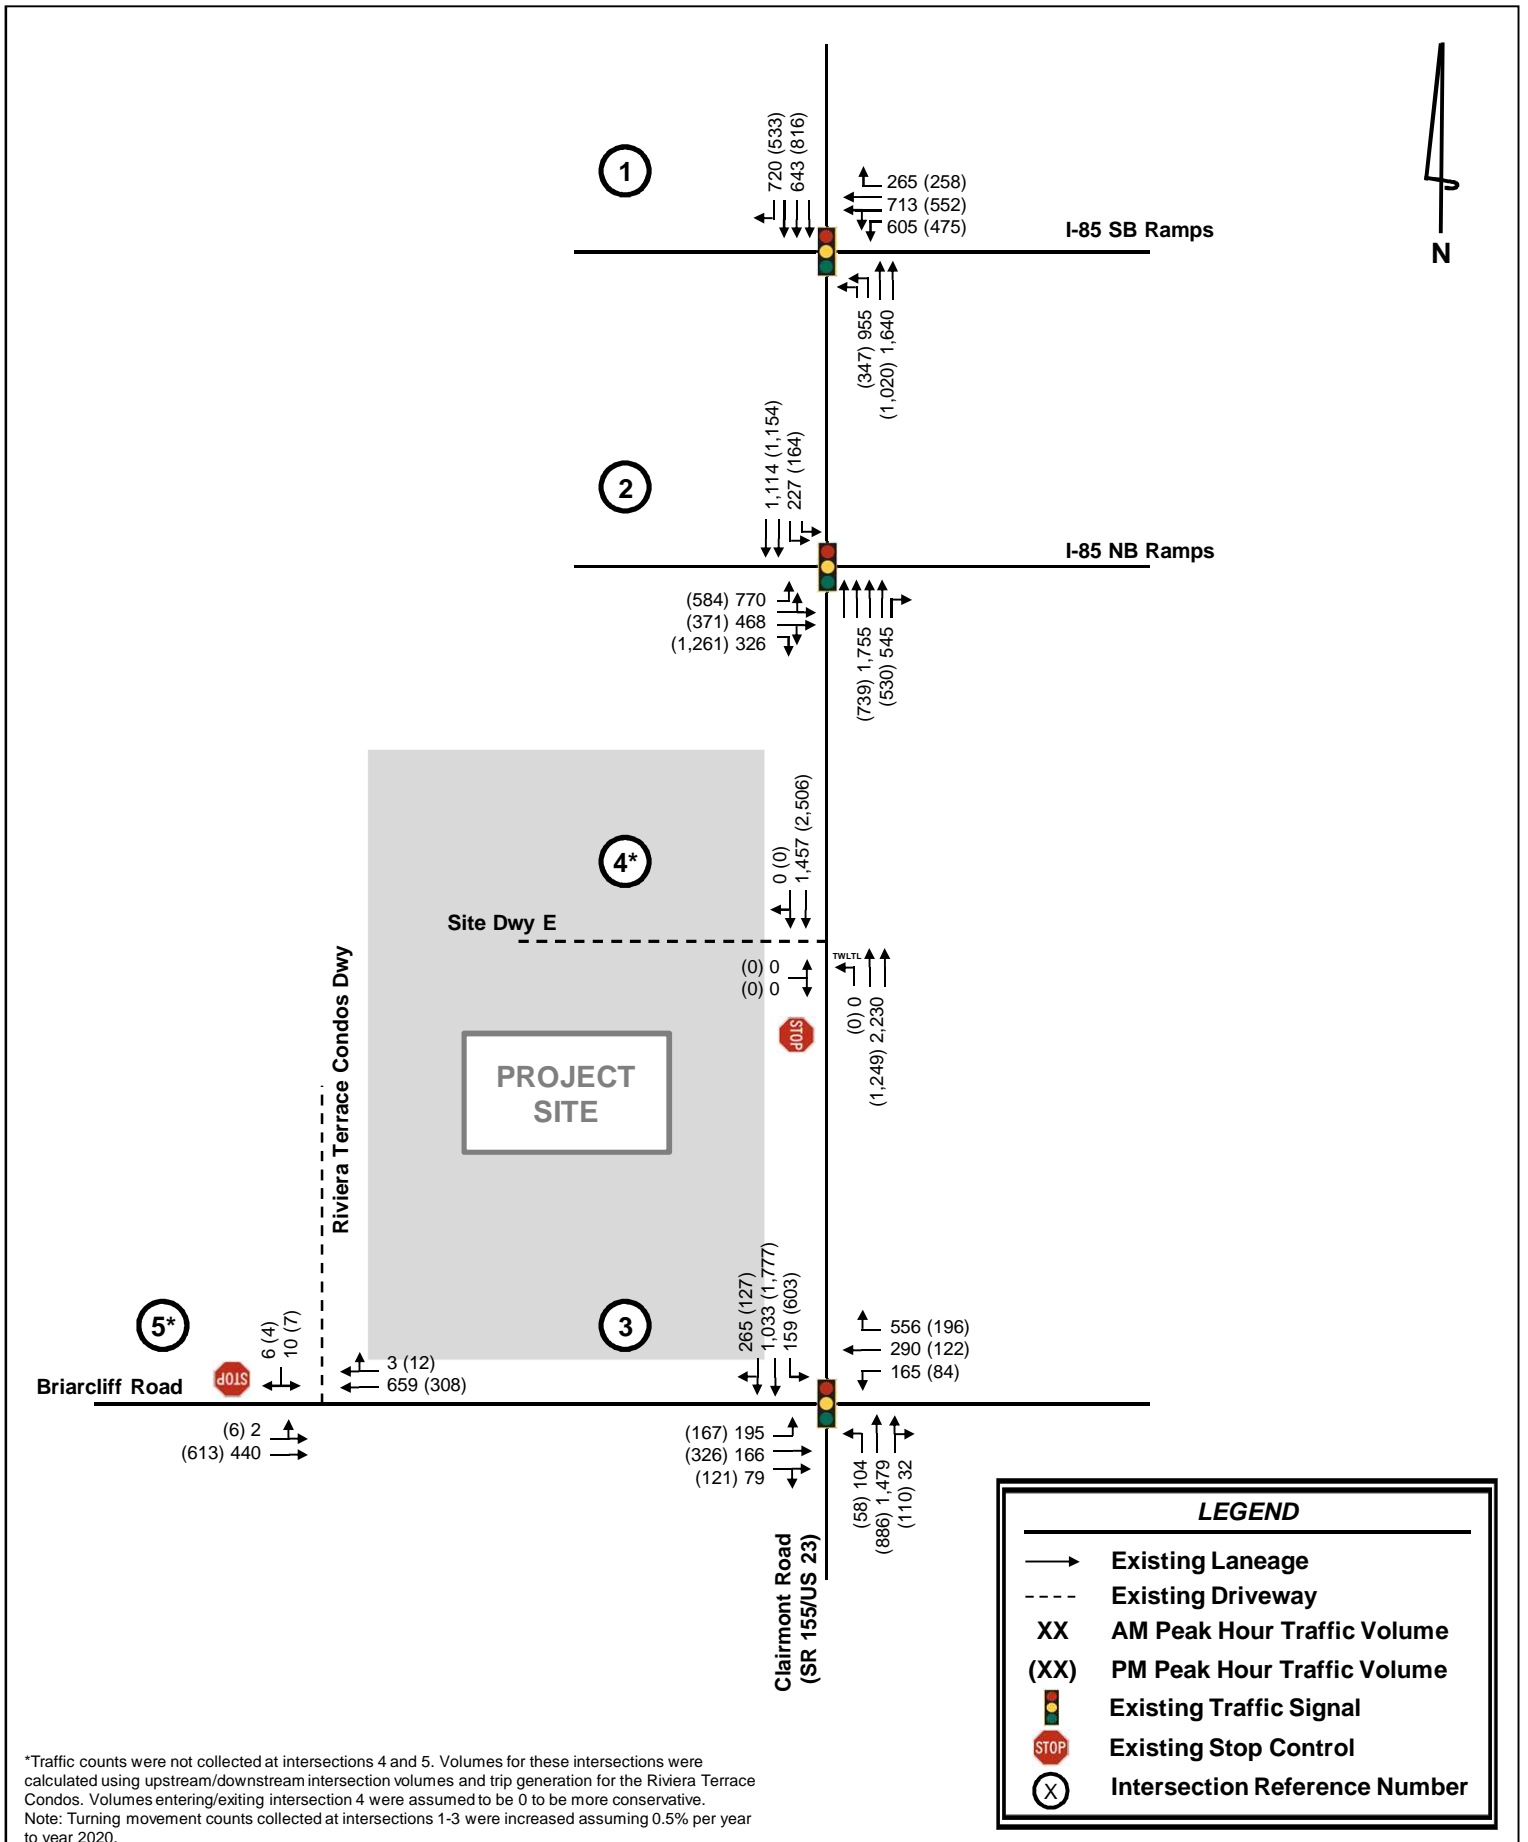 720 (533)
643 (816)
1
265 (258)
713 (552)
605 (475)
I-85 SB Ramps
N
(347) 955
(1,020) 1,640
1,114 (1,154)
227 (164)
2
I-85 NB Ramps
(584) 770
(371) 468
(1,261) 326
(739) 1,755
(530) 545
0 (0)
1,457 (2,506)
4*
Site Dwy E
TWLTL
(0) 0
(0) 0
(0) 0
(1,249) 2,230
STOP
Riviera Terrace Condos Dwy
PROJECT
SITE
265 (127)
1,033 (1,777)
159 (603)
5*
6 (4)
10 (7)
3
556 (196)
290 (122)
165 (84)
STOP
3 (12)
659 (308)
Briarcliff Road
(6) 2
(613) 440
(167) 195
(326) 166
(121) 79
(58) 104
(886) 1,479
(110) 32
Clairmont Road
(SR 155/US 23)
LEGEND
Existing Laneage
Existing Driveway
XX AM Peak Hour Traffic Volume
(XX) PM Peak Hour Traffic Volume
Existing Traffic Signal
STOP Existing Stop Control
X Intersection Reference Number
*Traffic counts were not collected at intersections 4 and 5. Volumes for these intersections were
calculated using upstream/downstream intersection volumes and trip generation for the Riviera Terrace
Condos. Volumes entering/exiting intersection 4 were assumed to be 0 to be more conservative.
Note: Turning movement counts collected at intersections 1-3 were increased assuming 0.5% per year
to year 2020.